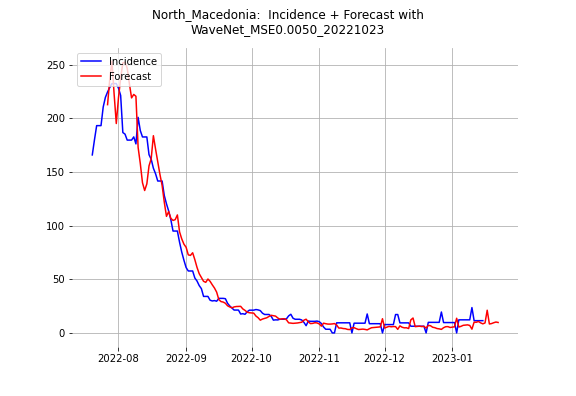 North_Macedonia:  Incidence + Forecast with
WaveNet_MSE0.0050_20221023
Incidence
Forecast
250
200
150
100
50
0
2022-08 2022-09 2022-10 2022-11 2022-12 2023-01